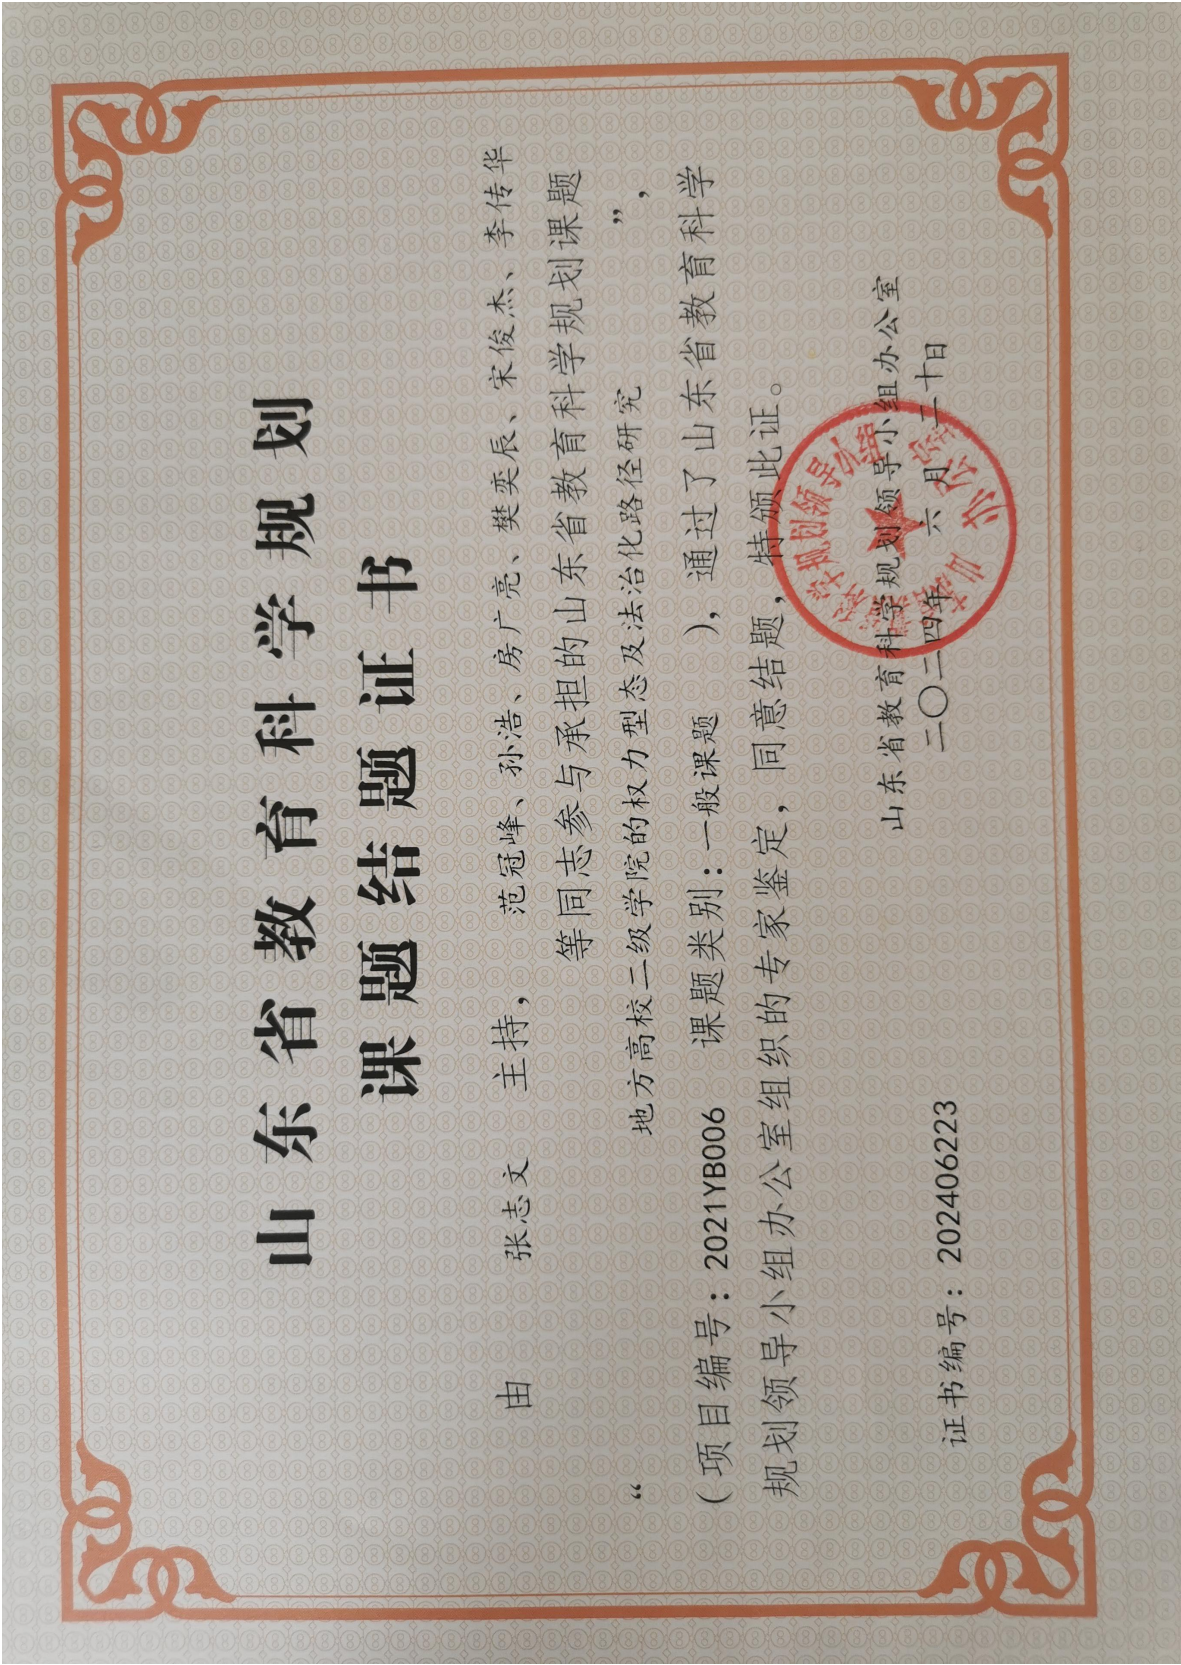 山东省教育科学规划
课题结题证书
由 张志文 主持， 范冠峰、孙浩、房广亮、樊奕辰、宋俊杰、李传华
等同志参与承担的山东省教育科学规划课题
“ 地方高校二级学院的权力型态及法治化路径研究 ”，
（项目编号：2021YB006 课题类别：一般课题 ），通过了山东省教育科学
规划领导小组办公室组织的专家鉴定，同意结题，特颁此证。
山东省教育科学规划领导小组办公室
证书编号：202406223 二〇二四年 六 月 二十日